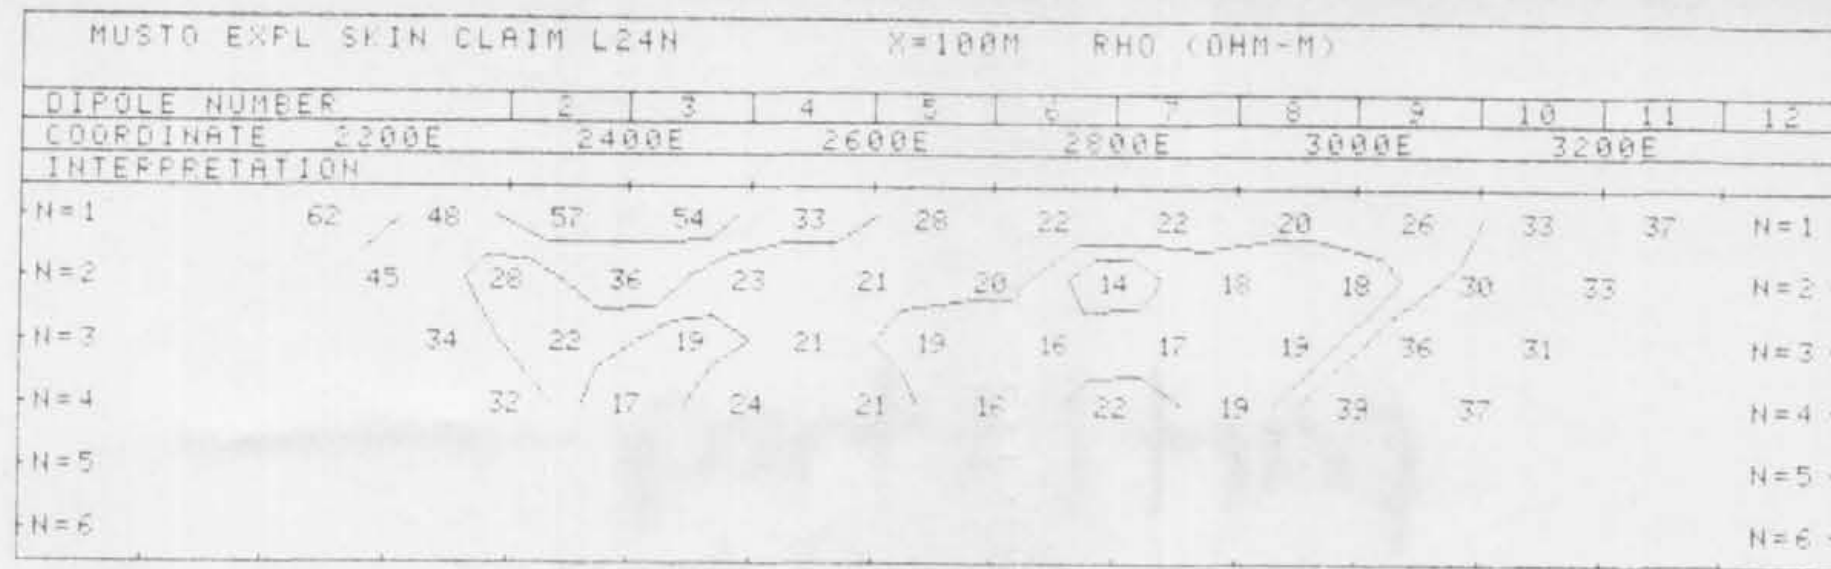 MUSTO EXPL SKIN CLAIM L24N X=100M RHO (OHM-M)
DIPOLE NUMBER 2 3 4 5 6 7 8 9 10 11 12
COORDINATE 2200E 2400E 2600E 2800E 3000E 3200E
INTERPRETATION
N=1 62 48 57 54 33 28 22 22 20 26 33 37 N=1
N=2 45 28 36 23 21 20 14 18 18 30 33 N=2
N=3 34 22 19 21 19 16 17 19 36 31 N=3
N=4 32 17 24 21 16 22 19 39 37 N=4
N=5 N=5
N=6 N=6